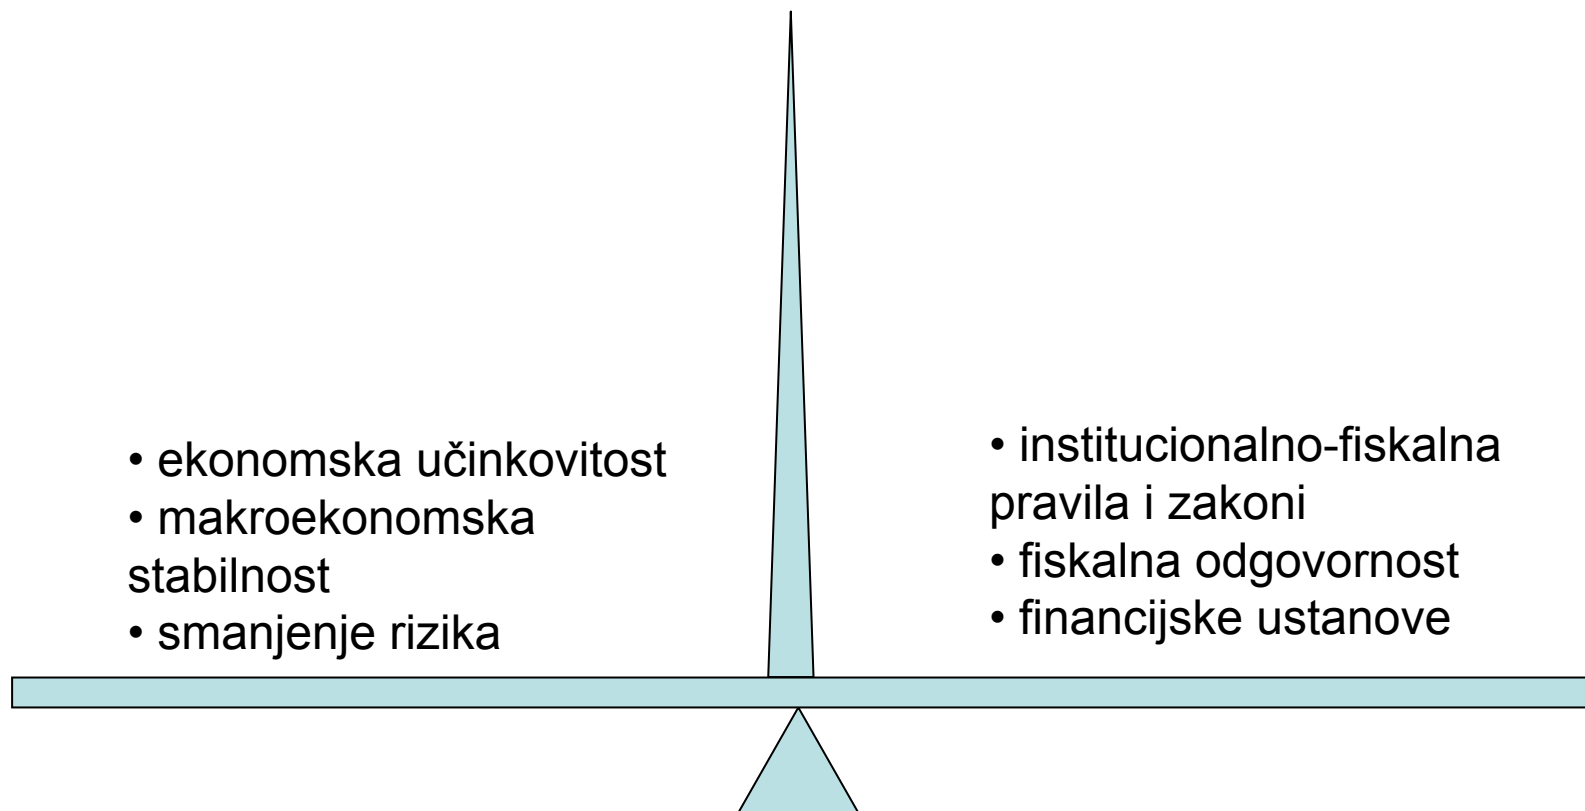 • ekonomska učinkovitost
• makroekonomska
stabilnost
• smanjenje rizika
• institucionalno-fiskalna
pravila i zakoni
• fiskalna odgovornost
• financijske ustanove